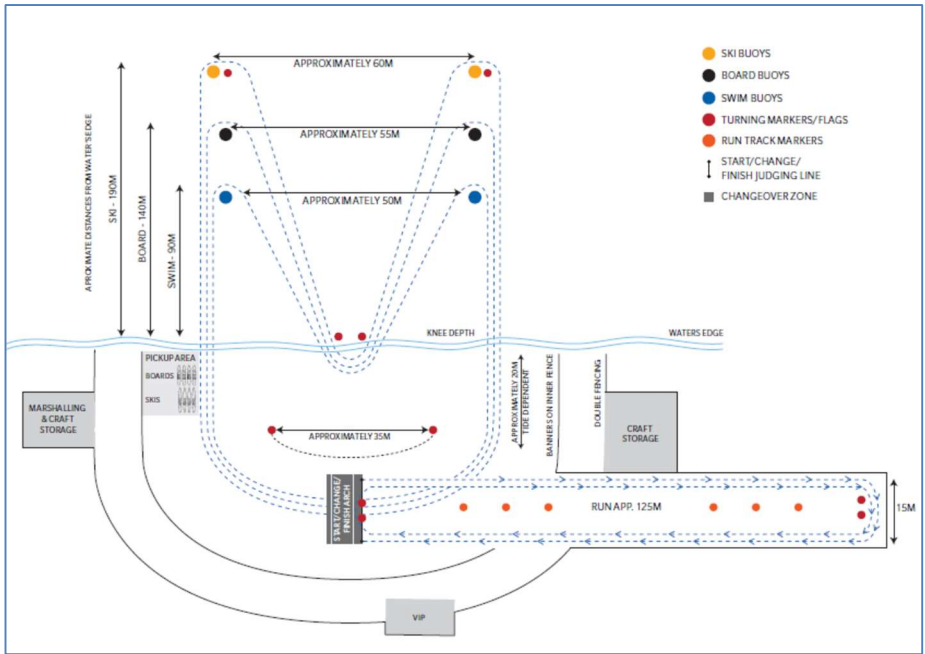 APPROXIMATELY 60M
APPROXIMATELY 55M
APPROXIMATELY 50M
APROXIMATE DISTANCES FROM WATER'S EDGE
SKI - 190M
BOARD - 140M
SWIM - 90M
SKI BUOYS
BOARD BUOYS
SWIM BUOYS
TURNING MARKERS/FLAGS
RUN TRACK MARKERS
START/CHANGE/
FINISH JUDGING LINE
CHANGEOVER ZONE
KNEE DEPTH
WATERS EDGE
PICKUP AREA
BOARDS
SKIS
MARSHALLING
& CRAFT
STORAGE
APPROXIMATELY 35M
APPROXIMATELY 20M
TIDE DEPENDENT
BANNERS ON INNER FENCE
DOUBLE FENCING
CRAFT
STORAGE
START/CHANGE/
FINISH ARCH
RUN APP. 125M
15M
VIP